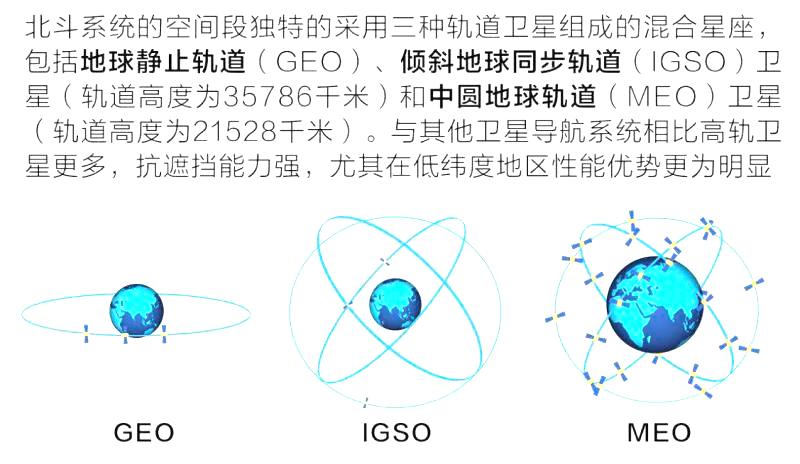 北斗系统的空间段独特的采用三种轨道卫星组成的混合星座，
包括地球静止轨道（GEO）、倾斜地球同步轨道（IGSO）卫
星（轨道高度为35786千米）和中圆地球轨道（MEO）卫星
（轨道高度为21528千米）。与其他卫星导航系统相比高轨卫
星更多，抗遮挡能力强，尤其在低纬度地区性能优势更为明显
GEO
IGSO
MEO